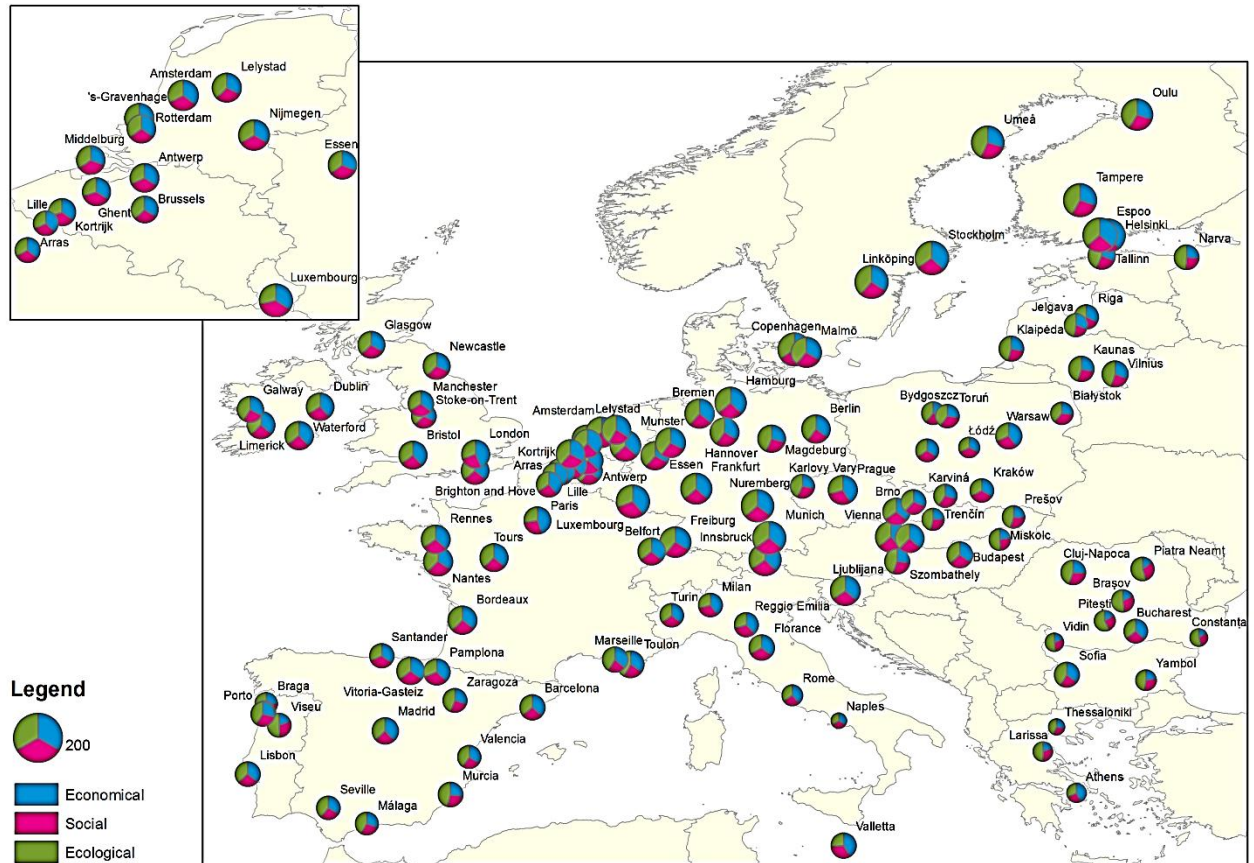 Amsterdam
Lelystad
's-Gravenhage
Rotterdam
Nijmegen
Middelburg
Antwerp
Essen
Lille
Ghent
Brussels
Kortrijk
Arras
Luxembourg
Oulu
Umeå
Tampere
Espoo
Helsinki
Stockholm
Narva
Tallinn
Linköping
Riga
Jelgava
Glasgow
Klaipėda
Copenhagen
Malmö
Newcastle
Kaunas
Vilnius
Hamburg
Manchester
Galway
Dublin
Stoke-on-Trent
Bremen
Białystok
Amsterdam
Lelystad
Munster
Berlin
Bydgoszcz
Toruń
Warsaw
Limerick
Waterford
Bristol
London
Hannover
Magdeburg
Łódź
Kortrijk
Arras
Essen
Frankfurt
Karlovy Vary
Prague
Kraków
Brighton and Hove
Lille
Antwerp
Nuremberg
Brno
Karviná
Paris
Vienna
Trenčín
Prešov
Rennes
Luxembourg
Freiburg
Munich
Belfort
Innsbruck
Miskolc
Tours
Budapest
Cluj-Napoca
Piatra Neamț
Nantes
Ljublijana
Szombathely
Brașov
Milan
Pitești
Bucharest
Bordeaux
Turin
Reggio Emilia
Constanța
Florance
Vidin
Santander
Marseille
Toulon
Sofia
Yambol
Pamplona
Legend
Vitoria-Gasteiz
Zaragoza
Barcelona
Rome
Braga
Porto
Viseu
Madrid
Naples
Thessaloniki
200
Larissa
Lisbon
Valencia
Murcia
Athens
Economical
Seville
Málaga
Social
Valletta
Ecological